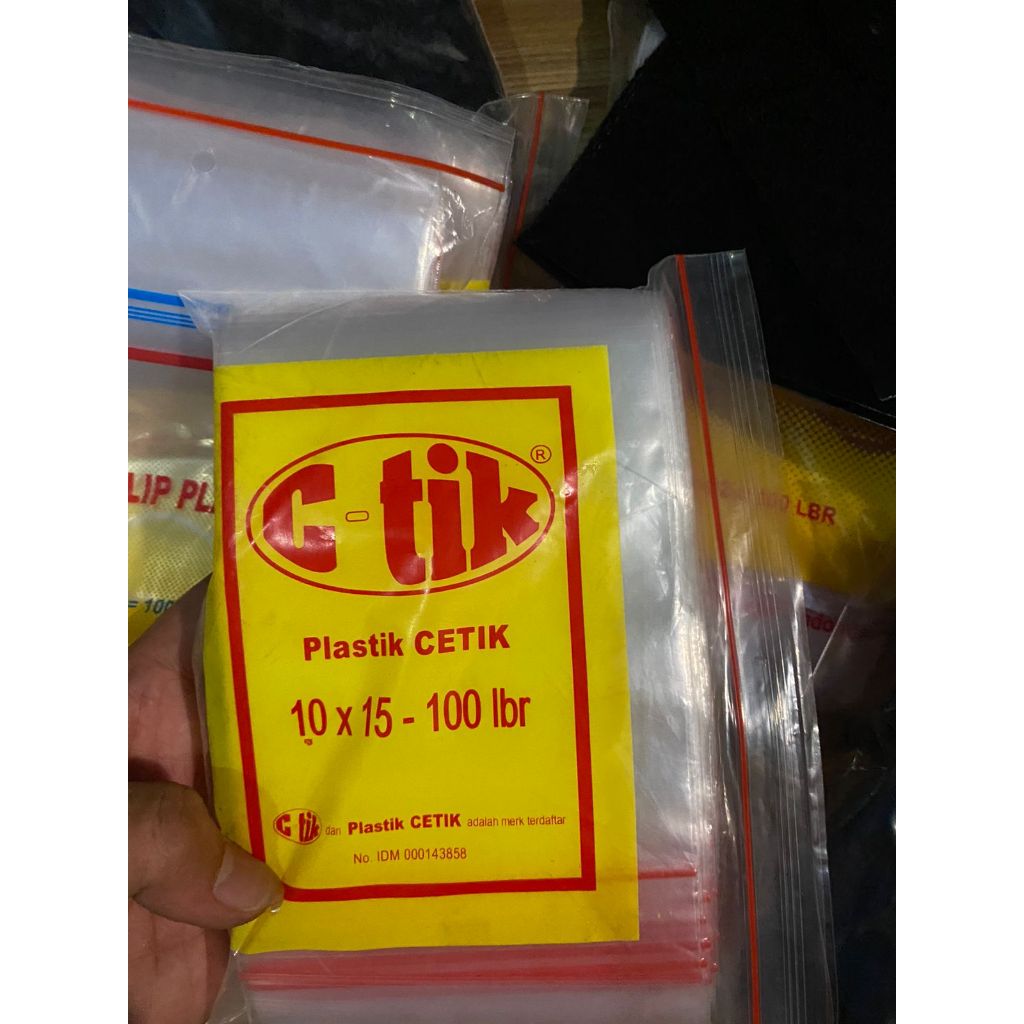 C-tik ®
Plastik CETIK
10 x 15 - 100 lbr
C-tik dan Plastik CETIK adalah merk terdaftar
No. IDM 000143858
LIP PL
= 100
LBR